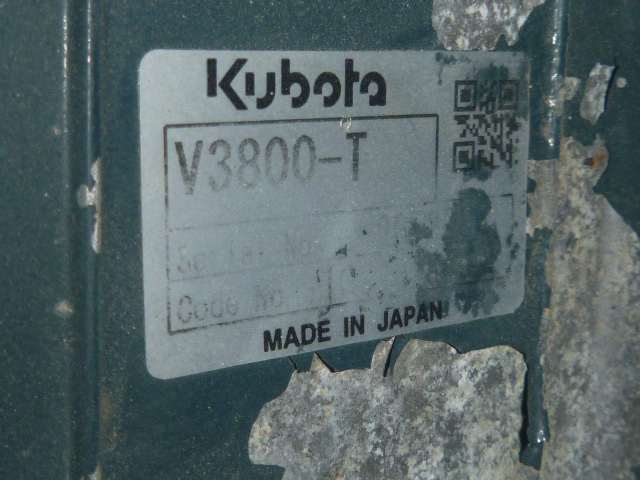 Kubota
V3800-T
Serial No.
Code No.
MADE IN JAPAN